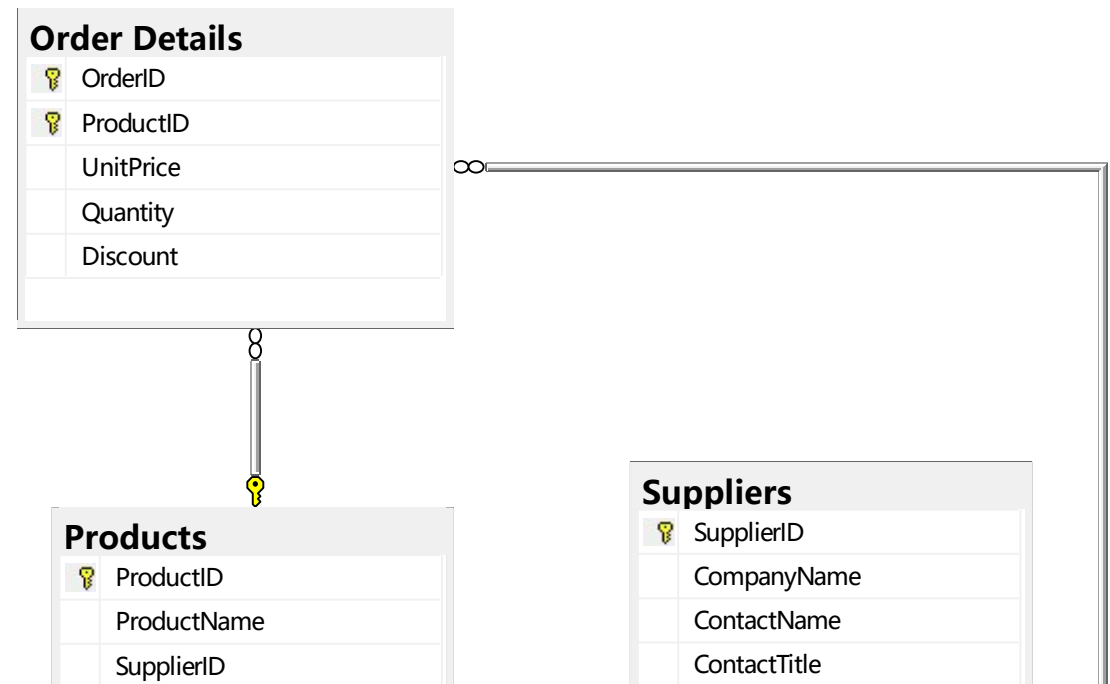 Order Details
OrderID
ProductID
UnitPrice
Quantity
Discount
Products
ProductID
ProductName
SupplierID
Suppliers
SupplierID
CompanyName
ContactName
ContactTitle